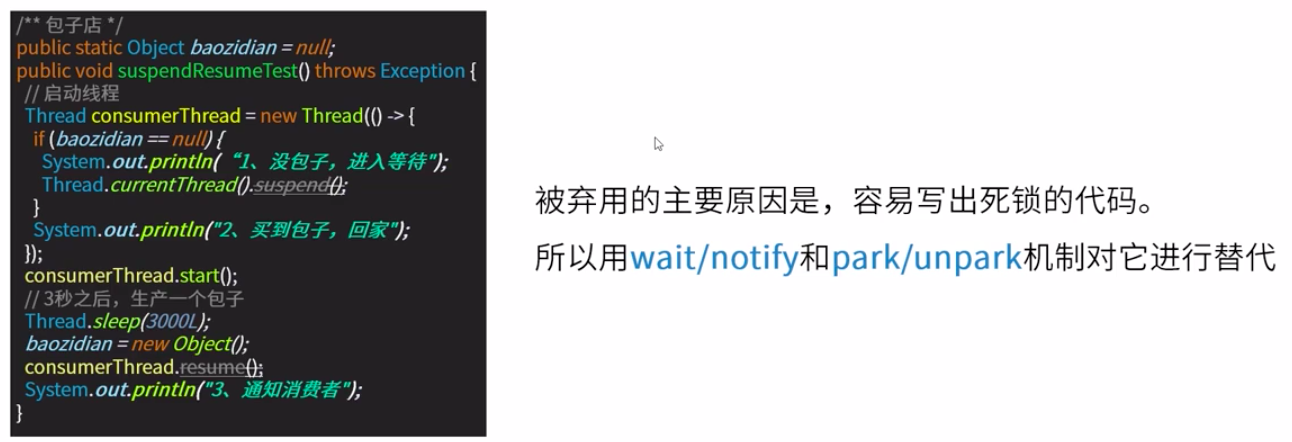 /** 包子店 */
public static Object baozidian = null;
public void suspendResumeTest() throws Exception {
// 启动线程
Thread consumerThread = new Thread(() -> {
if (baozidian == null) {
System.out.println( “1、没包子，进入等待");
Thread.currentThread().suspend();
}
System.out.println("2、买到包子，回家");
});
consumerThread.start();
// 3秒之后，生产一个包子
Thread.sleep(3000L);
baozidian = new Object();
consumerThread.resume();
System.out.println("3、通知消费者");
}
被弃用的主要原因是，容易写出死锁的代码。
所以用wait/notify和park/unpark机制对它进行替代